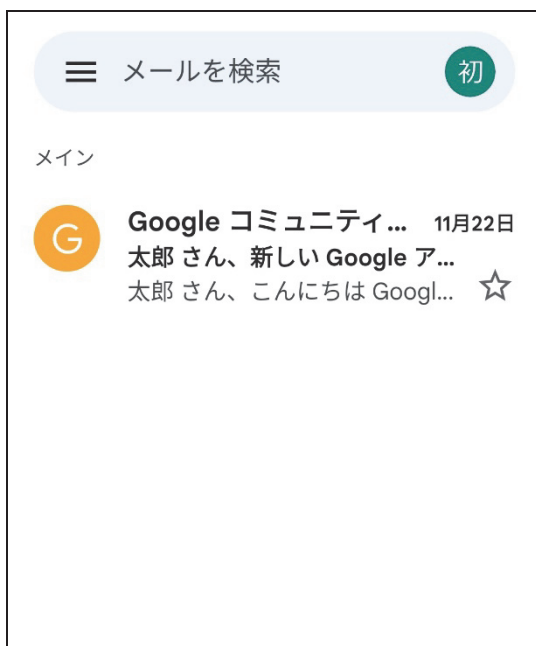 メールを検索
初
メイン
G
Google コミュニティ... 11月22日
太郎 さん、新しい Google ア...
太郎 さん、こんにちは Googl...